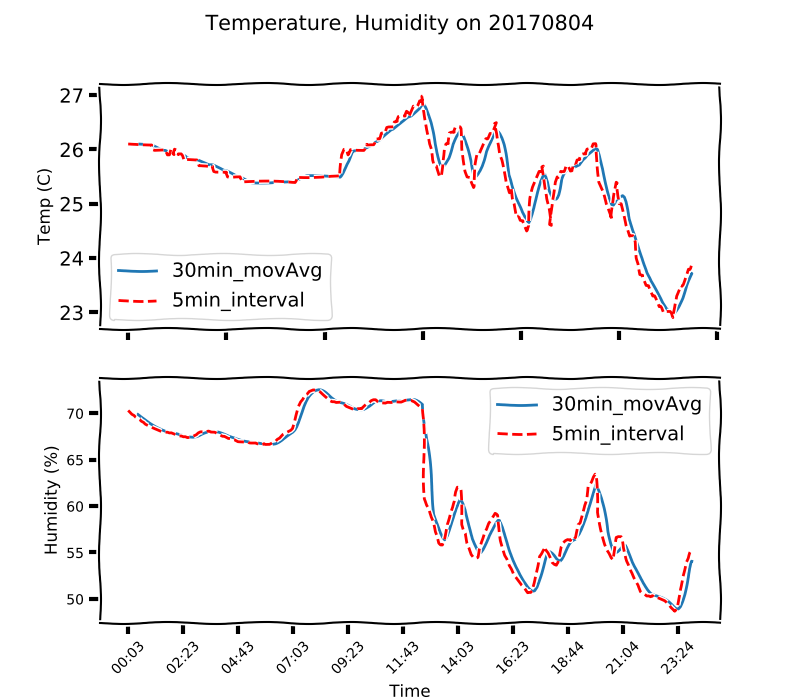 Temperature, Humidity on 20170804
27
26
25
24
23
Temp (C)
30min_movAvg
5min_interval
70
65
60
55
50
Humidity (%)
30min_movAvg
5min_interval
00:03 02:23 04:43 07:03 09:23 11:43 14:03 16:23 18:44 21:04 23:24
Time